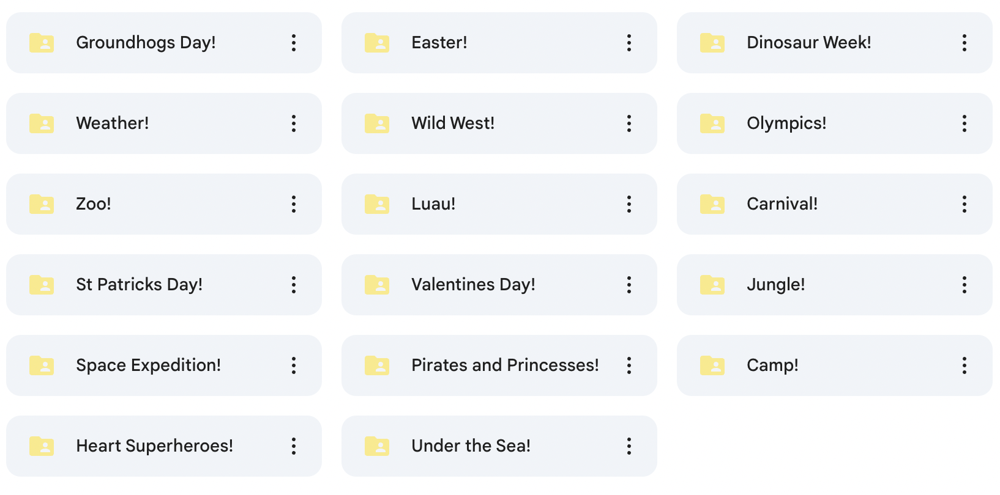 Groundhogs Day!
Easter!
Dinosaur Week!
Weather!
Wild West!
Olympics!
Zoo!
Luau!
Carnival!
St Patricks Day!
Valentines Day!
Jungle!
Space Expedition!
Pirates and Princesses!
Camp!
Heart Superheroes!
Under the Sea!